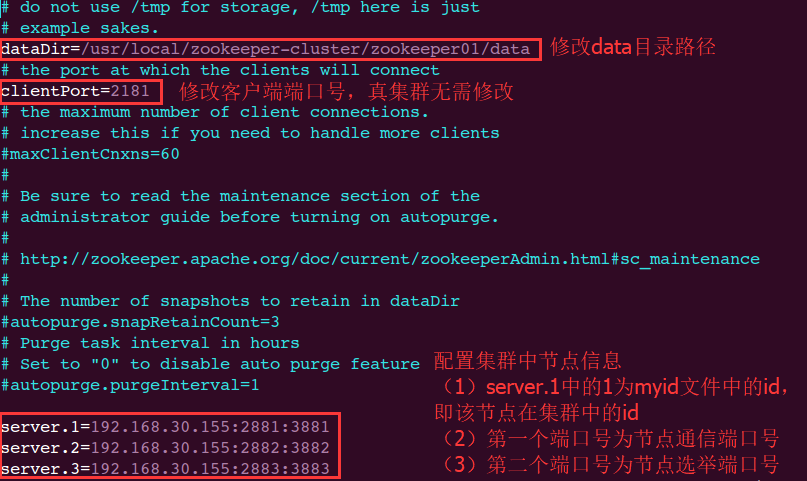 # do not use /tmp for storage, /tmp here is just
# example sakes.
dataDir=/usr/local/zookeeper-cluster/zookeeper01/data 修改data目录路径
# the port at which the clients will connect
clientPort=2181 修改客户端端口号，真集群无需修改
# the maximum number of client connections.
# increase this if you need to handle more clients
#maxClientCnxns=60
#
# Be sure to read the maintenance section of the
# administrator guide before turning on autopurge.
#
# http://zookeeper.apache.org/doc/current/zookeeperAdmin.html#sc_maintenance
#
# The number of snapshots to retain in dataDir
#autopurge.snapRetainCount=3
# Purge task interval in hours
# Set to "0" to disable auto purge feature
#autopurge.purgeInterval=1
配置集群中节点信息
（1）server.1中的1为myid文件中的id，
即该节点在集群中的id
（2）第一个端口号为节点通信端口号
（3）第二个端口号为节点选举端口号
server.1=192.168.30.155:2881:3881
server.2=192.168.30.155:2882:3882
server.3=192.168.30.155:2883:3883